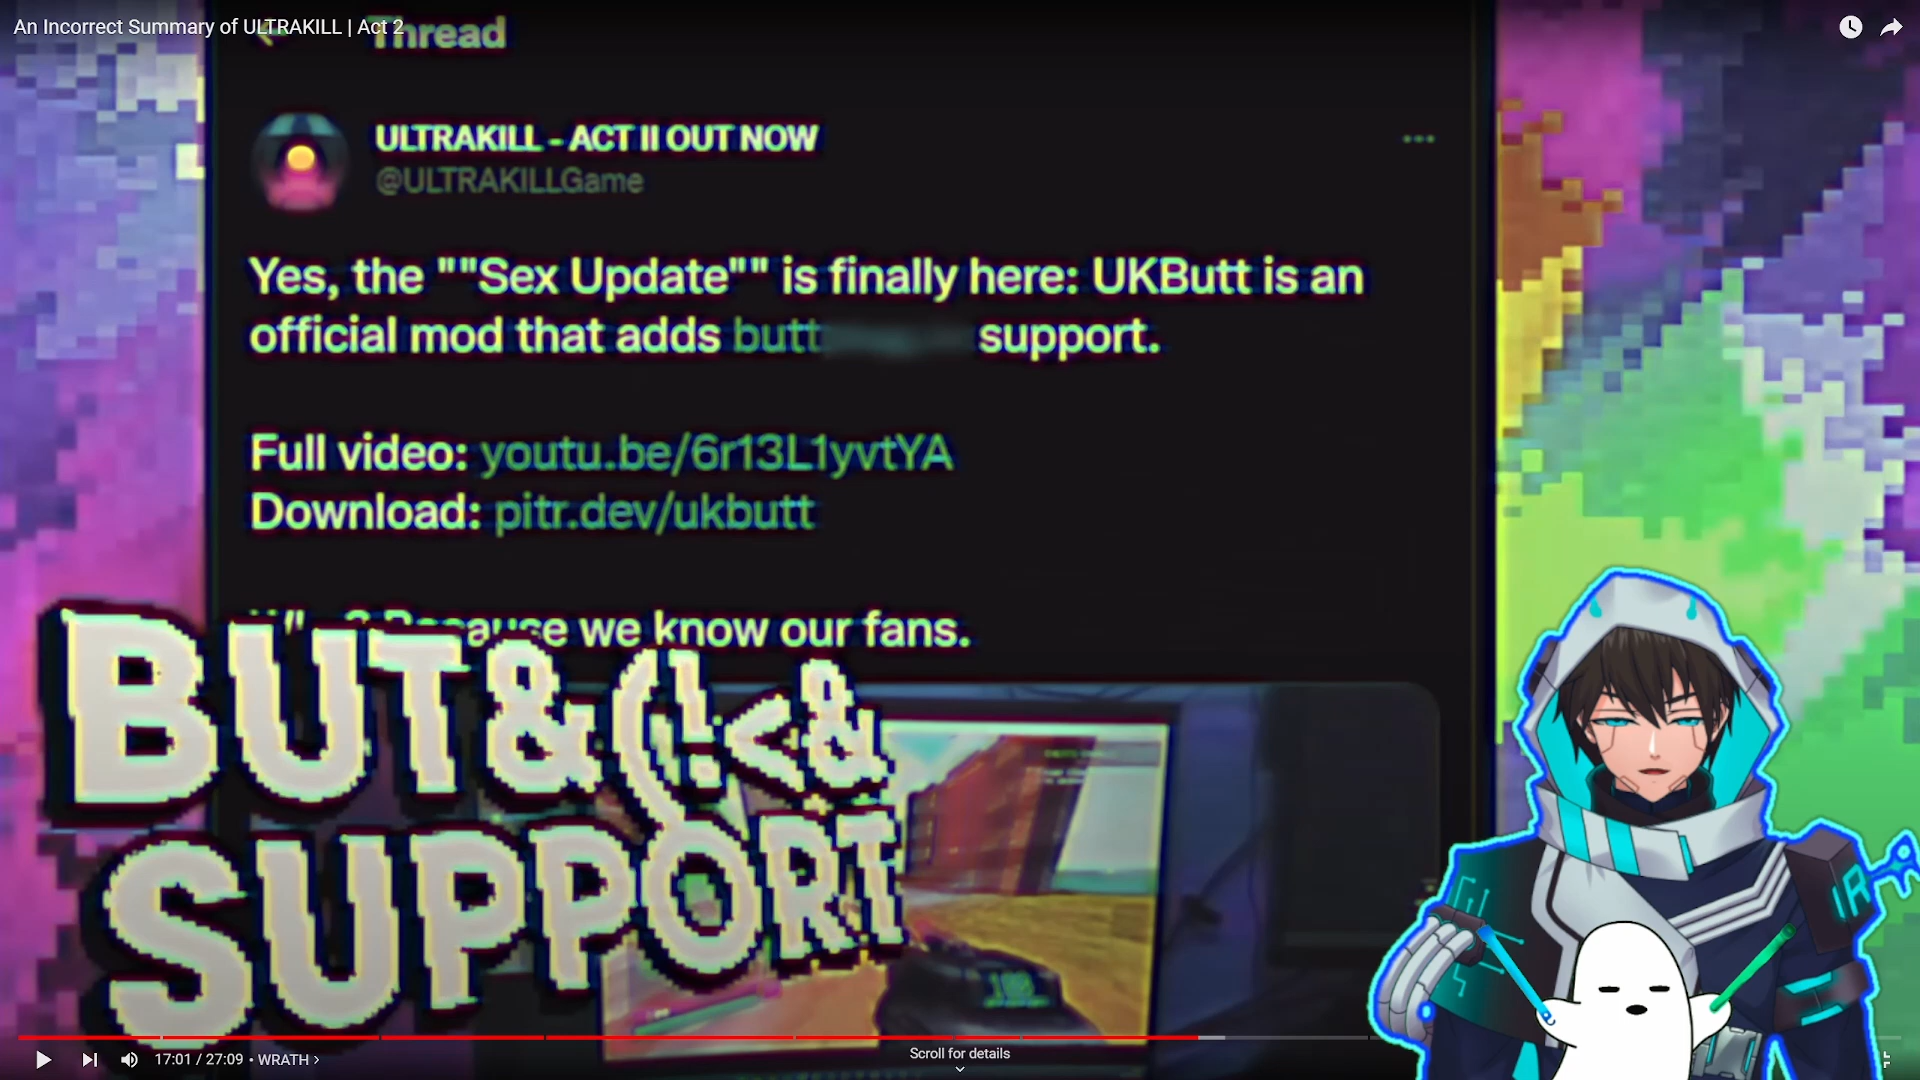 An Incorrect Summary of ULTRAKILL | Act 2
Thread
ULTRAKILL - ACT II OUT NOW
@ULTRAKILLGame
Yes, the ""Sex Update"" is finally here: UKButt is an
official mod that adds butt support.
Full video: youtu.be/6r13L1yvtYA
Download: pitr.dev/ukbutt
Because we know our fans.
BUT&(!<&
SUPPORT
IR
17:01 / 27:09 • WRATH >
Scroll for details